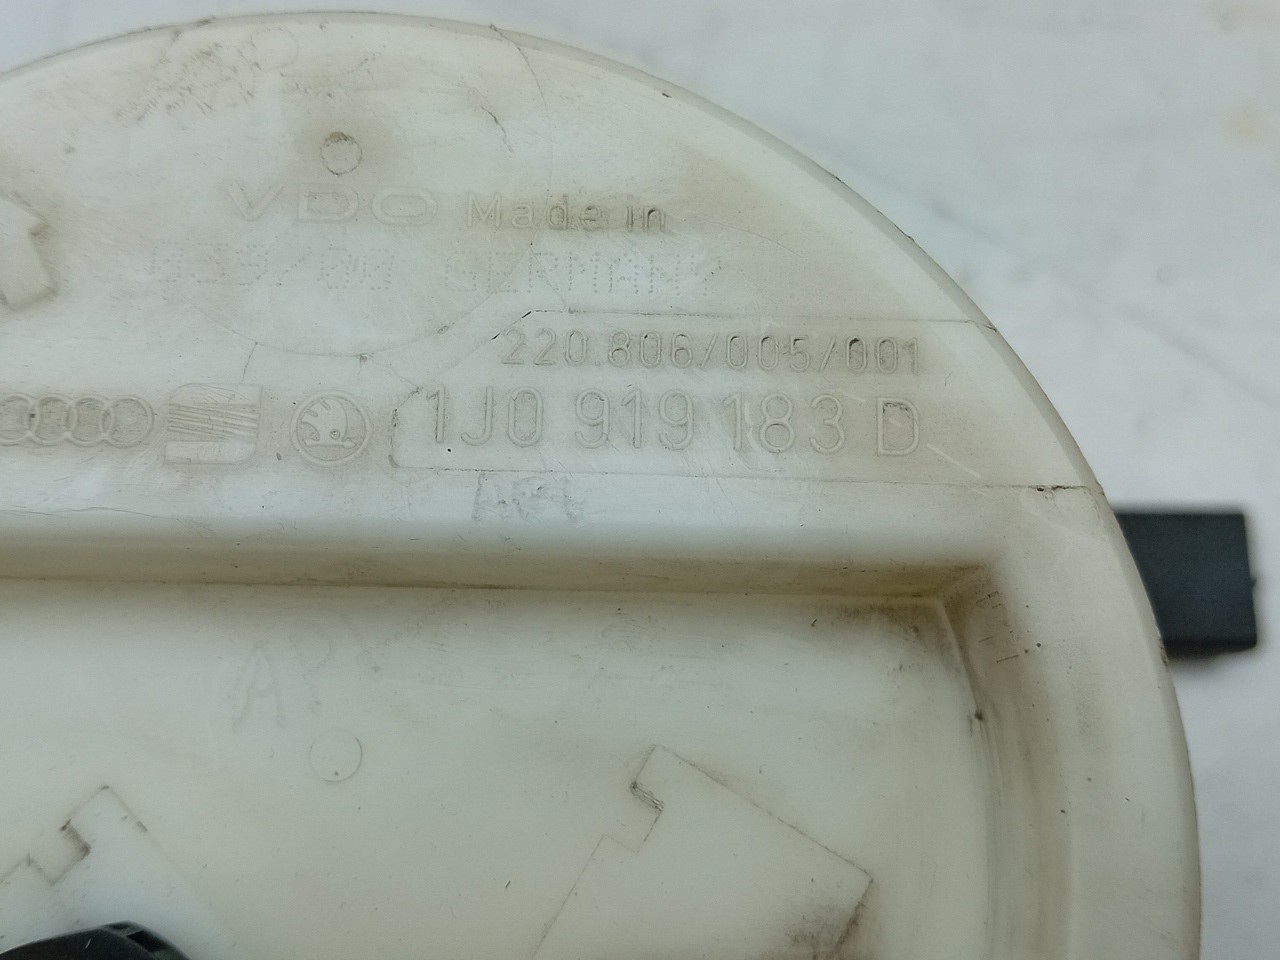 VDO Made in
GERMANY
220.806/005/001
1J0 919 183 D